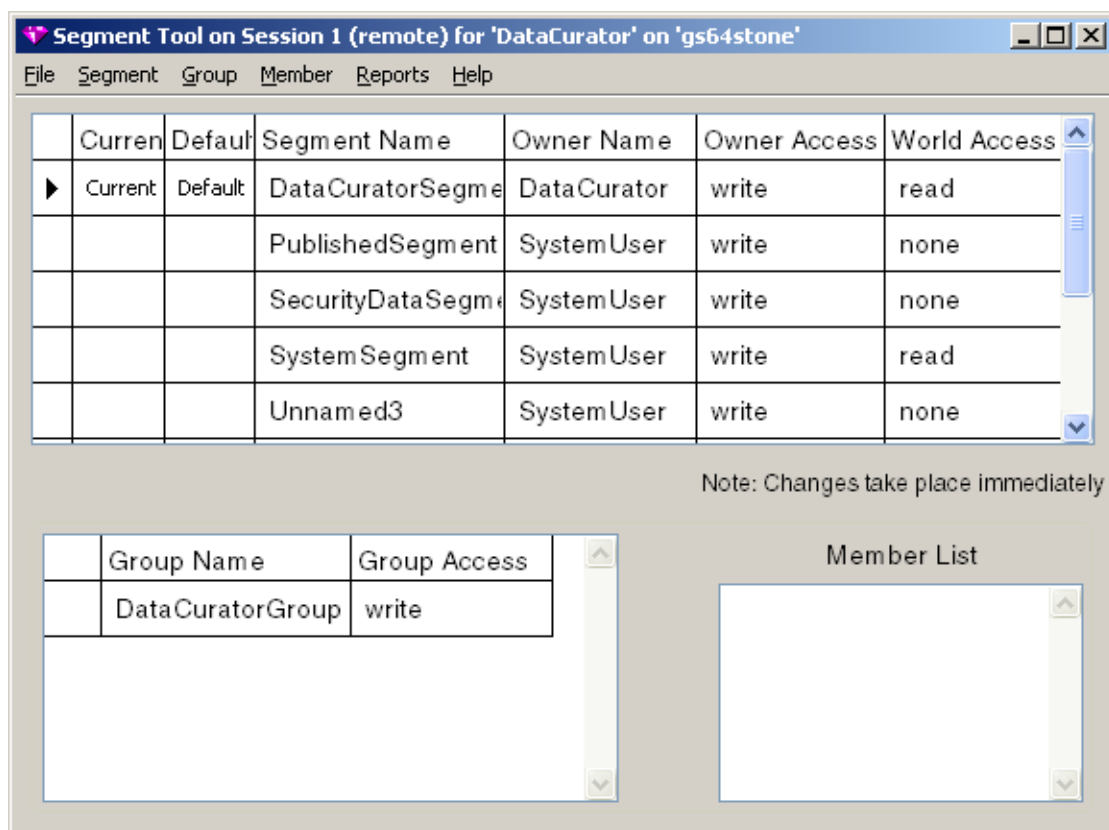 Segment Tool on Session 1 (remote) for 'DataCurator' on 'gs64stone'
File Segment Group Member Reports Help
Curren Defaul Segment Name Owner Name Owner Access World Access
Current Default DataCuratorSegme DataCurator write read
PublishedSegment SystemUser write none
SecurityDataSegme SystemUser write none
SystemSegment SystemUser write read
Unnamed3 SystemUser write none
Note: Changes take place immediately
Group Name Group Access
DataCuratorGroup write
Member List